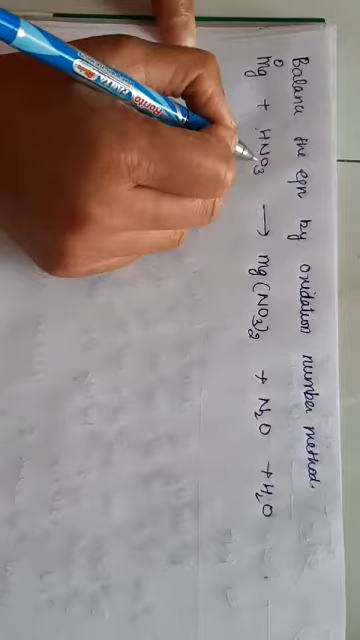 Balance the eqn by oxidation number method.
0
Mg + HNO3 → Mg(NO3)2 + N2O + H2O